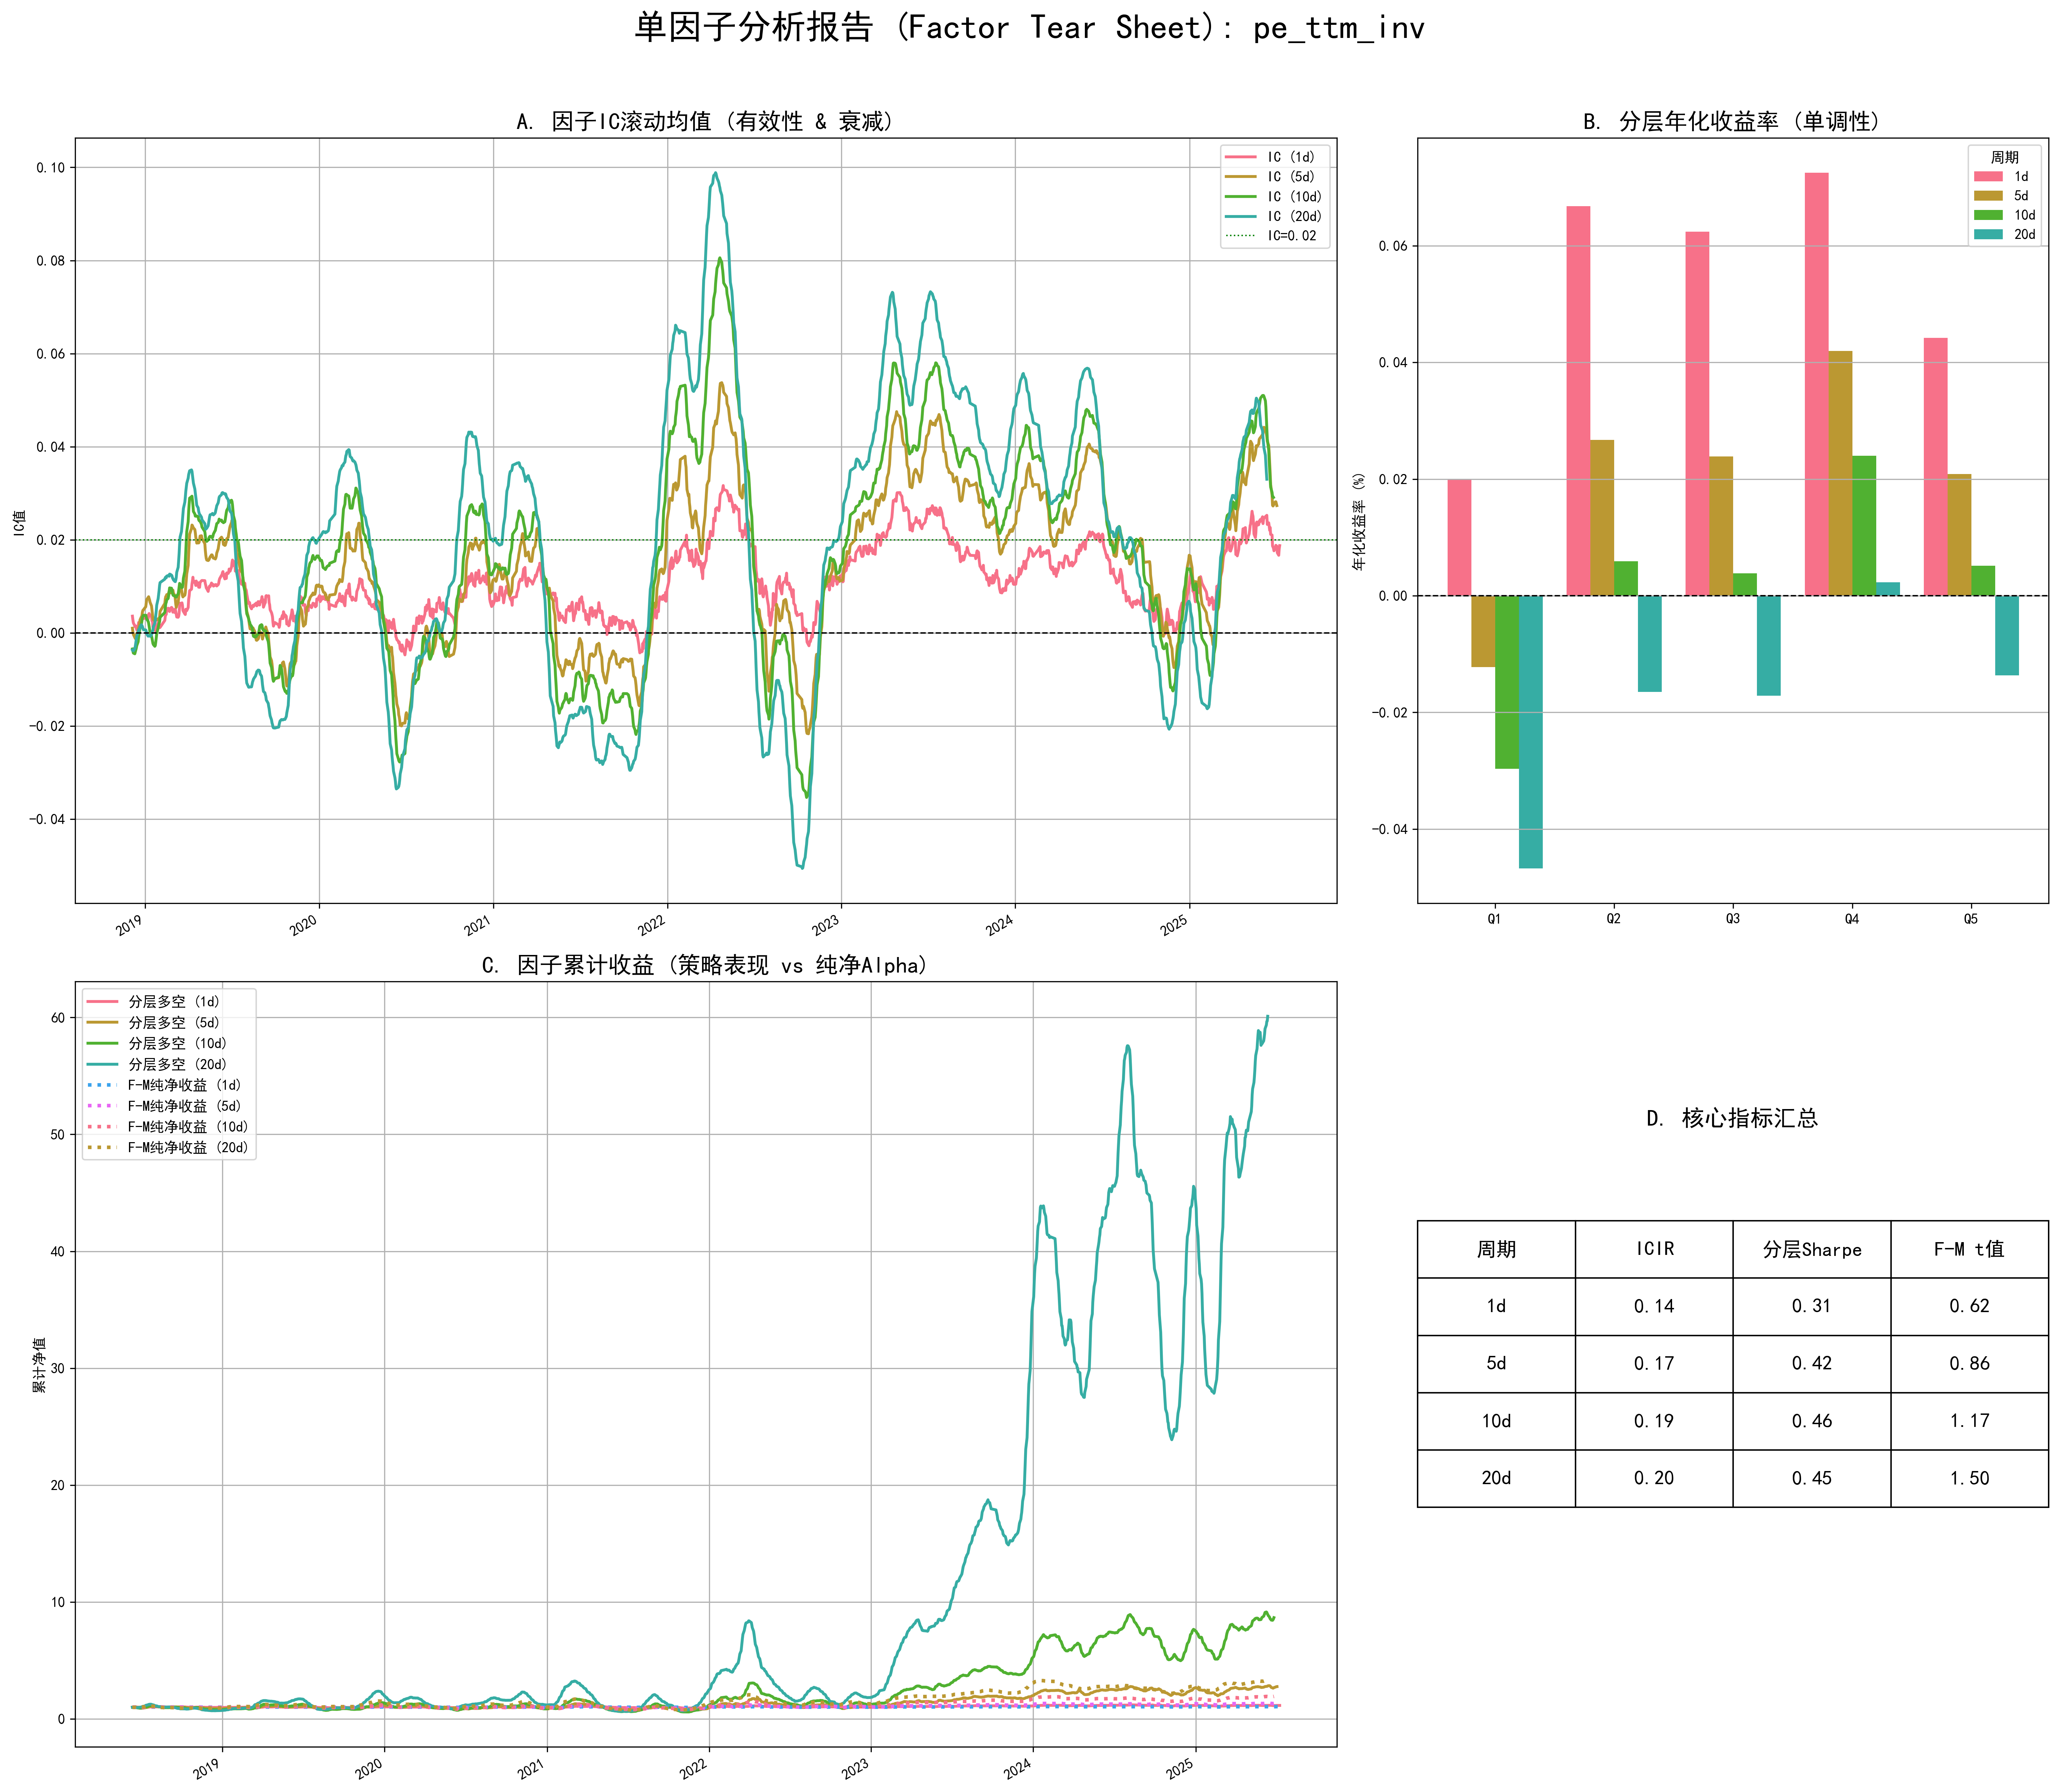 单因子分析报告 (Factor Tear Sheet): pe_ttm_inv
A. 因子IC滚动均值 (有效性 & 衰减)
IC值
0.10
0.08
0.06
0.04
0.02
0.00
-0.02
-0.04
2019
2020
2021
2022
2023
2024
2025
IC (1d)
IC (5d)
IC (10d)
IC (20d)
IC=0.02
B. 分层年化收益率 (单调性)
年化收益率 (%)
0.06
0.04
0.02
0.00
-0.02
-0.04
Q1
Q2
Q3
Q4
Q5
周期
1d
5d
10d
20d
C. 因子累计收益 (策略表现 vs 纯净Alpha)
累计净值
60
50
40
30
20
10
0
2019
2020
2021
2022
2023
2024
2025
分层多空 (1d)
分层多空 (5d)
分层多空 (10d)
分层多空 (20d)
F-M纯净收益 (1d)
F-M纯净收益 (5d)
F-M纯净收益 (10d)
F-M纯净收益 (20d)
D. 核心指标汇总
周期 ICIR 分层Sharpe F-M t值
1d 0.14 0.31 0.62
5d 0.17 0.42 0.86
10d 0.19 0.46 1.17
20d 0.20 0.45 1.50